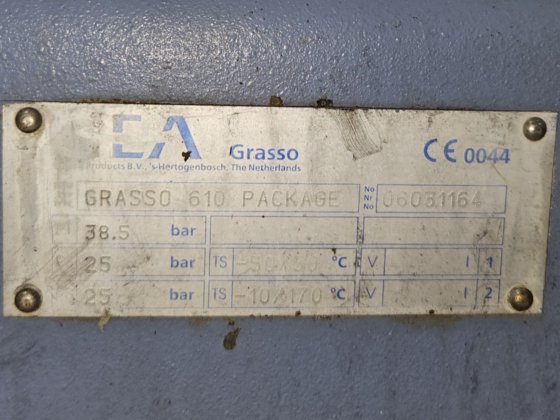 EA Grasso CE 0044
Products B.V., 's-Hertogenbosch, The Netherlands
GRASSO 610 PACKAGE No Nr No 06031164
38.5 bar
25 bar TS °C V l 1
25 bar TS -10/170 °C V l 2